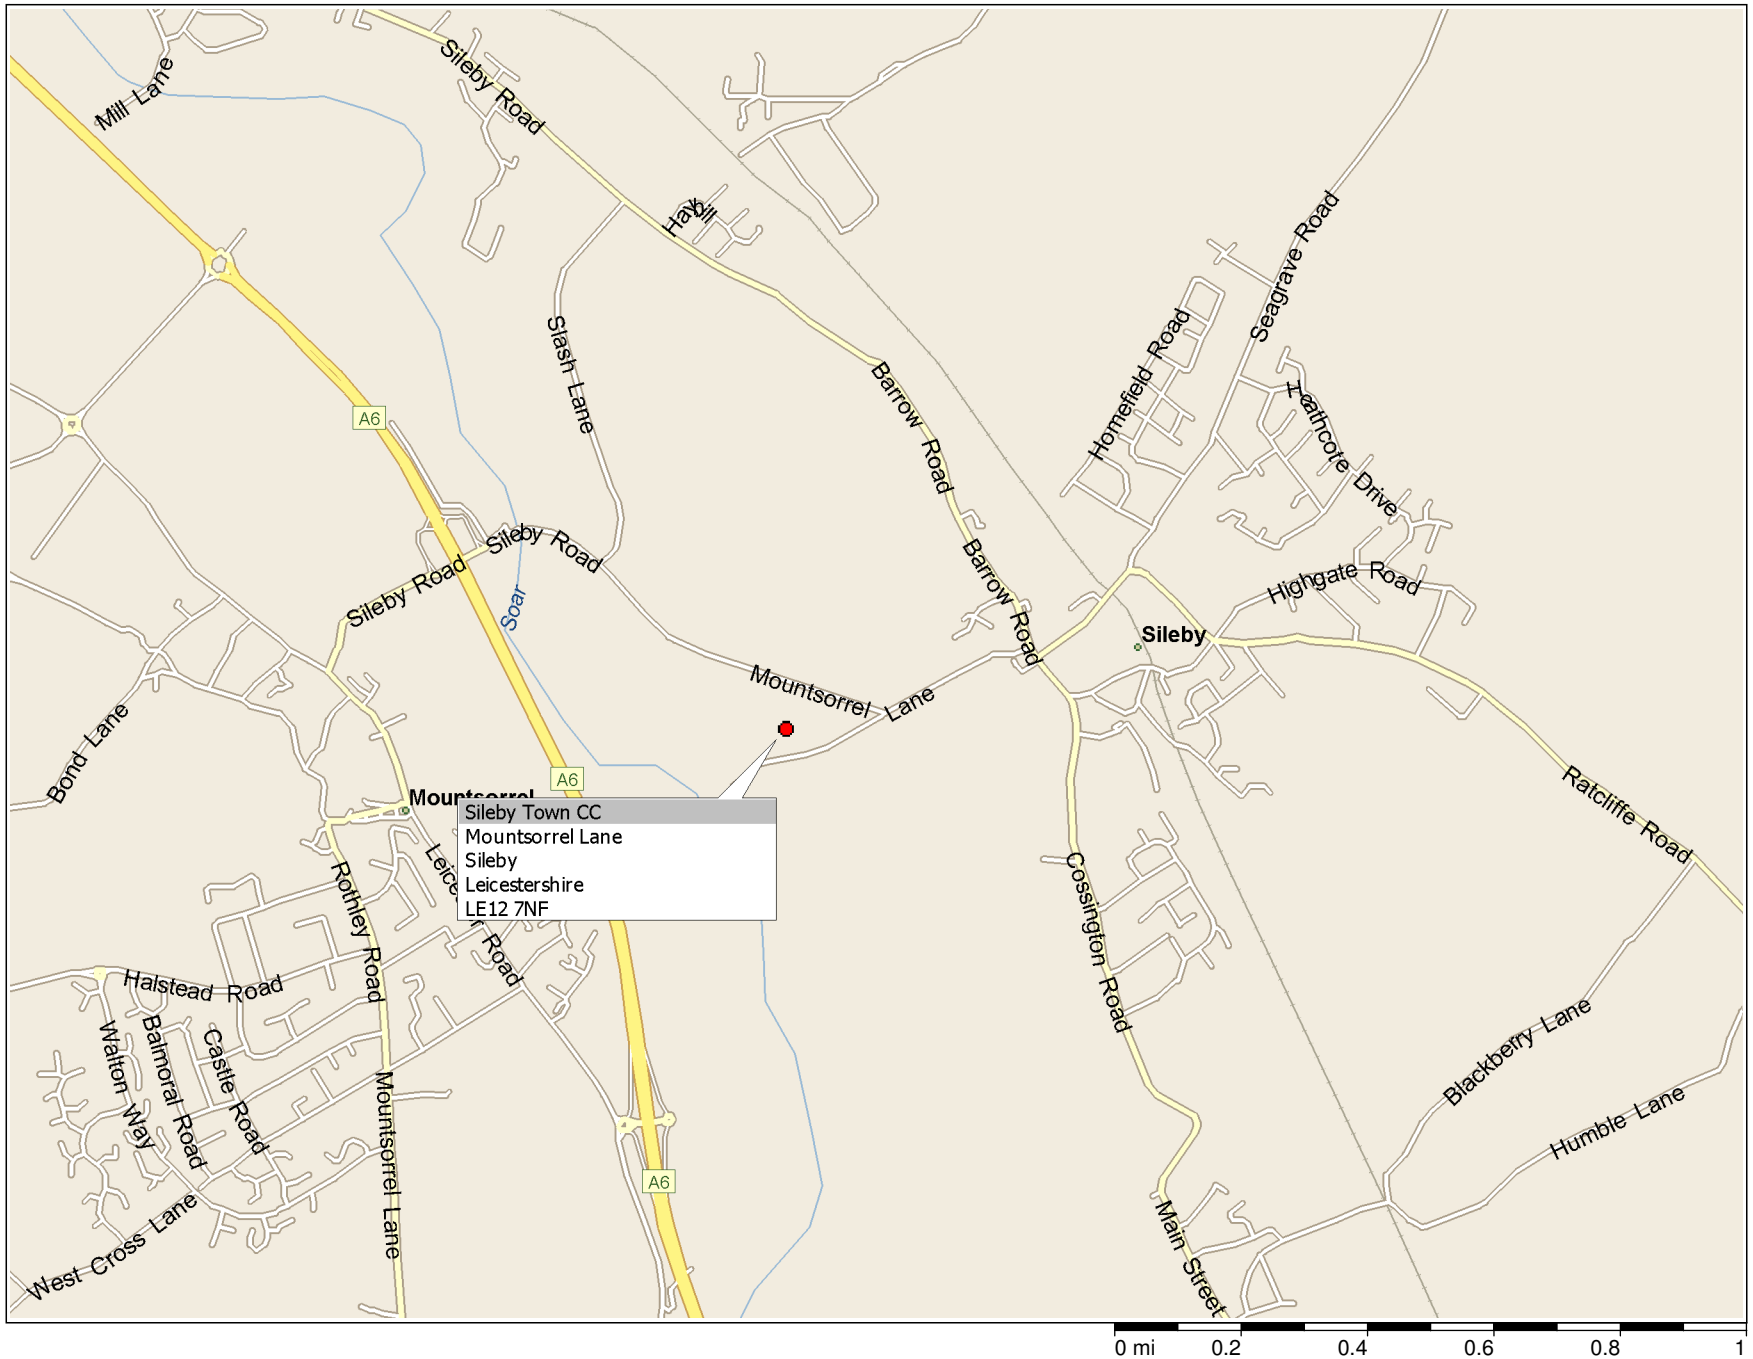 Sileby Road
Mill Lane
Hay
bill
Seagrave Road
Homefield Road
Slash Lane
Barrow Road
A6
Heathcote Drive
Sileby Road
Sileby Road
Barrow Road
Highgate Road
Soar
Sileby
Mountsorrel Lane
Bond Lane
A6
Mountsorrel
Sileby Town CC
Mountsorrel Lane
Sileby
Leicestershire
LE12 7NF
Ratcliffe Road
Rothley Road
Cossington Road
Road
Halstead Road
Walton Way
Balmoral Road
Castle Road
Mountsorrel Lane
Blackberry Lane
Humble Lane
A6
West Cross Lane
Main Street
0 mi 0.2 0.4 0.6 0.8 1